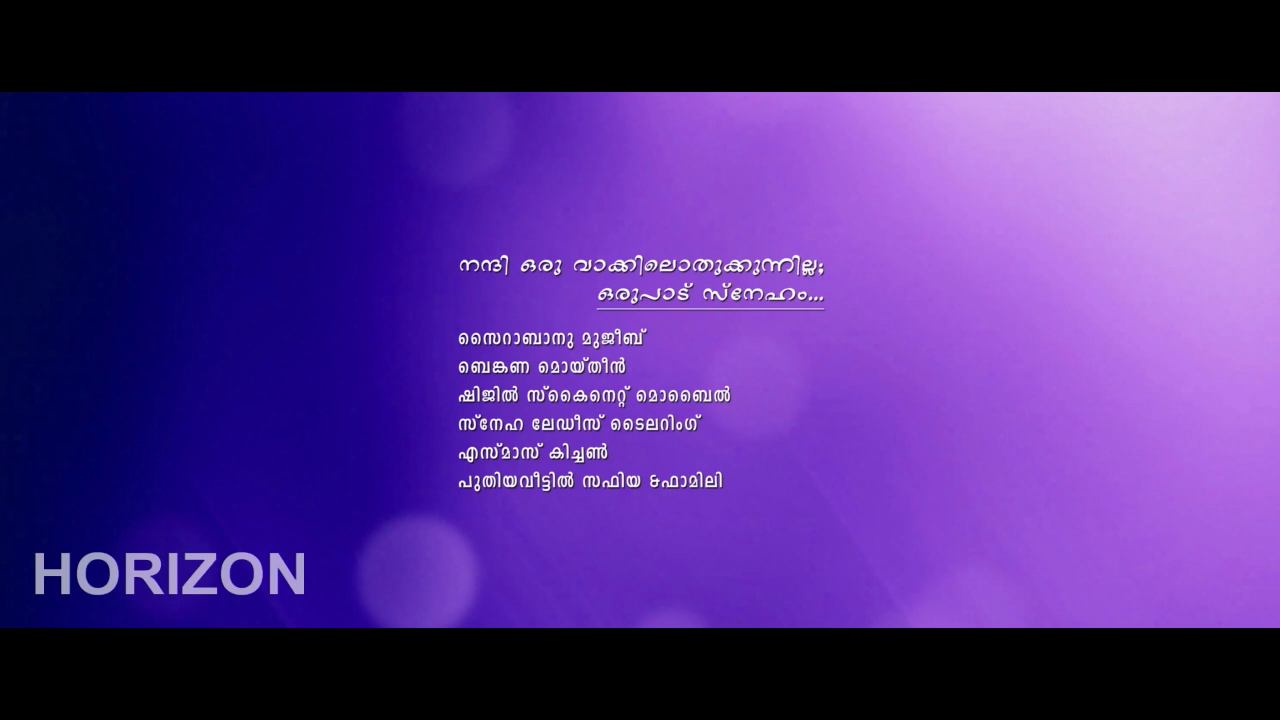 നന്ദി ഒരു വാക്കിലൊതുക്കുന്നില്ല;
ഒരുപാട് സ്നേഹം...
സൈറാബാനു മുജീബ്
ബെങ്കണ മൊയ്തീൻ
ഷിജിൽ സ്കൈനെറ്റ് മൊബൈൽ
സ്നേഹ ലേഡീസ് ടൈലറിംഗ്
എസ്മാസ് കിച്ചൺ
പുതിയവീട്ടിൽ സഫിയ &ഫാമിലി
HORIZON